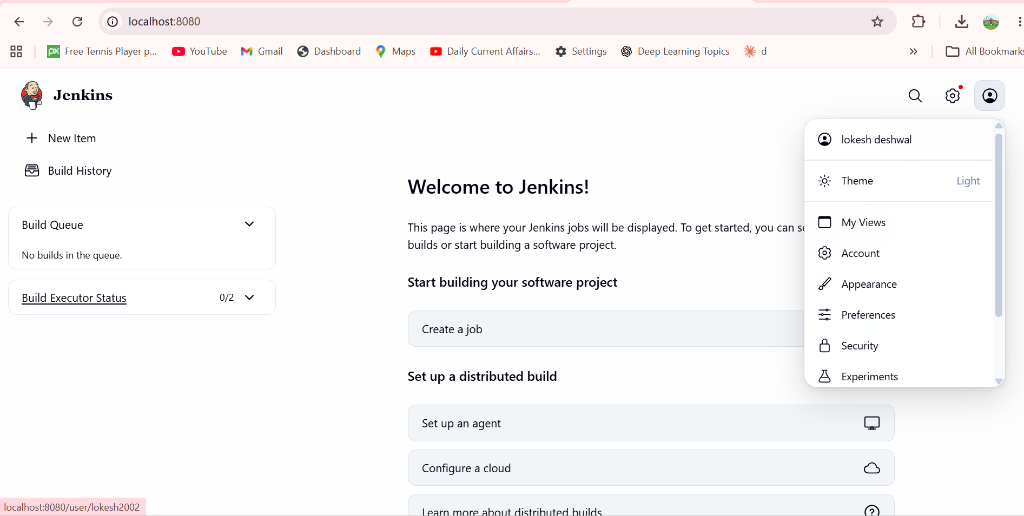 localhost:8080
Free Tennis Player p...
YouTube
Gmail
Dashboard
Maps
Daily Current Affairs...
Settings
Deep Learning Topics
d
»
All Bookmarks
Jenkins
New Item
Build History
Build Queue
No builds in the queue.
Build Executor Status
0/2
Welcome to Jenkins!
This page is where your Jenkins jobs will be displayed. To get started, you can
builds or start building a software project.
Start building your software project
Create a job
Set up a distributed build
Set up an agent
Configure a cloud
Learn more about distributed builds
lokesh deshwal
Theme Light
My Views
Account
Appearance
Preferences
Security
Experiments
localhost:8080/user/lokesh2002